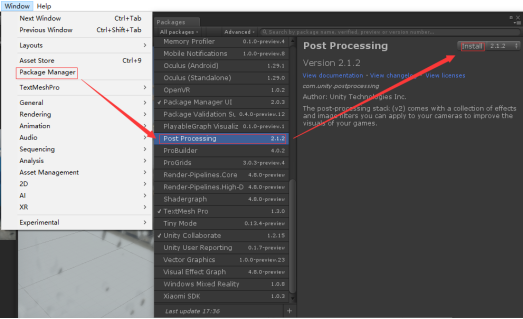 Window Help
Next Window Ctrl+Tab
Previous Window Ctrl+Shift+Tab
Layouts
Asset Store Ctrl+9
Package Manager
TextMeshPro
General
Rendering
Animation
Audio
Sequencing
Analysis
Asset Management
2D
AI
XR
Experimental
Packages
All packages Advanced Search by package name, verified, preview or version number...
Memory Profiler 0.1.0-preview.4
Mobile Notifications 1.0.0-preview.8
Oculus (Android) 1.29.1
Oculus (Standalone) 1.29.1
OpenVR 1.0.2
✓ Package Manager UI 2.0.3
Package Validation Su 0.4.0-preview.12
PlayableGraph Visualiz 0.1.0-preview.1
Post Processing 2.1.2
ProBuilder 4.0.2
ProGrids 3.0.3-preview.4
Render-Pipelines.Core 4.8.0-preview
Render-Pipelines.High-D 4.8.0-preview
Shadergraph 4.8.0-preview
✓ TextMesh Pro 1.3.0
Tiny Mode 0.13.4-preview
✓ Unity Collaborate 1.2.15
Unity User Reporting 0.1.7-preview
Vector Graphics 1.0.0-preview.23
Visual Effect Graph 4.8.0-preview
Windows Mixed Reality 1.0.8
Xiaomi SDK 1.0.3
Last update 17:36 +
Post Processing Install 2.1.2
Version 2.1.2
View documentation • View changelog • View licenses
com.unity.postprocessing
Author: Unity Technologies Inc.
The post-processing stack (v2) comes with a collection of effects
and image filters you can apply to your cameras to improve the
visuals of your games.